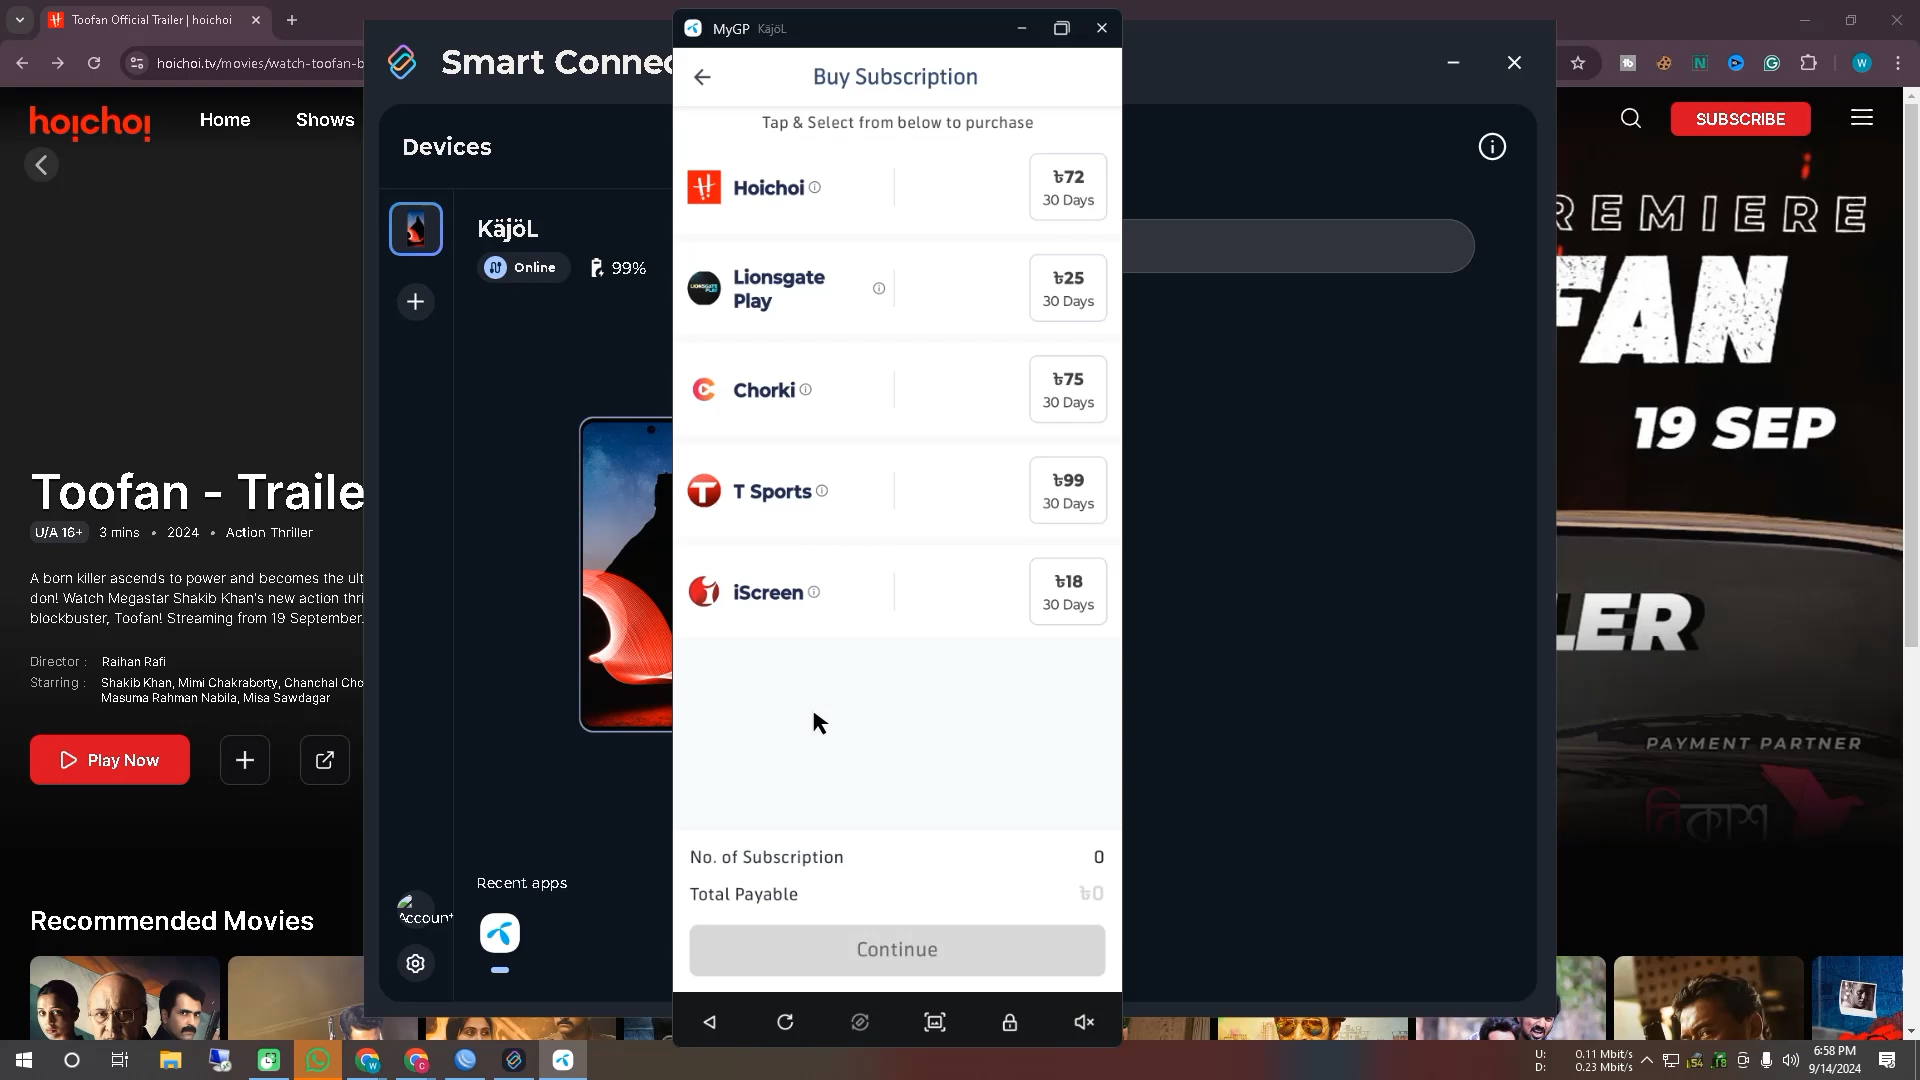 Toofan Official Trailer | hoichoi
hoichoi.tv/movies/watch-toofan-b
hoichoi
Home
Shows
Toofan - Traile
U/A 16+ 3 mins • 2024 • Action Thriller
A born killer ascends to power and becomes the ult
don! Watch Megastar Shakib Khan's new action thri
blockbuster, Toofan! Streaming from 19 September.
Director : Raihan Rafi
Starring : Shakib Khan, Mimi Chakraborty, Chanchal Cho
Masuma Rahman Nabila, Misa Sawdagar
Play Now
Recommended Movies
Smart Connec
Devices
KäjöL
Online
99%
Recent apps
Account
MyGP KäjöL
Buy Subscription
Tap & Select from below to purchase
Hoichoi
৳72
30 Days
Lionsgate
Play
LIONSGATE
PLAY
৳25
30 Days
Chorki
৳75
30 Days
T Sports
৳99
30 Days
iScreen
৳18
30 Days
No. of Subscription 0
Total Payable ৳0
Continue
SUBSCRIBE
REMIERE
FAN
19 SEP
LER
PAYMENT PARTNER
বিকাশ
U: 0.11 Mbit/s
D: 0.23 Mbit/s
6:58 PM
9/14/2024